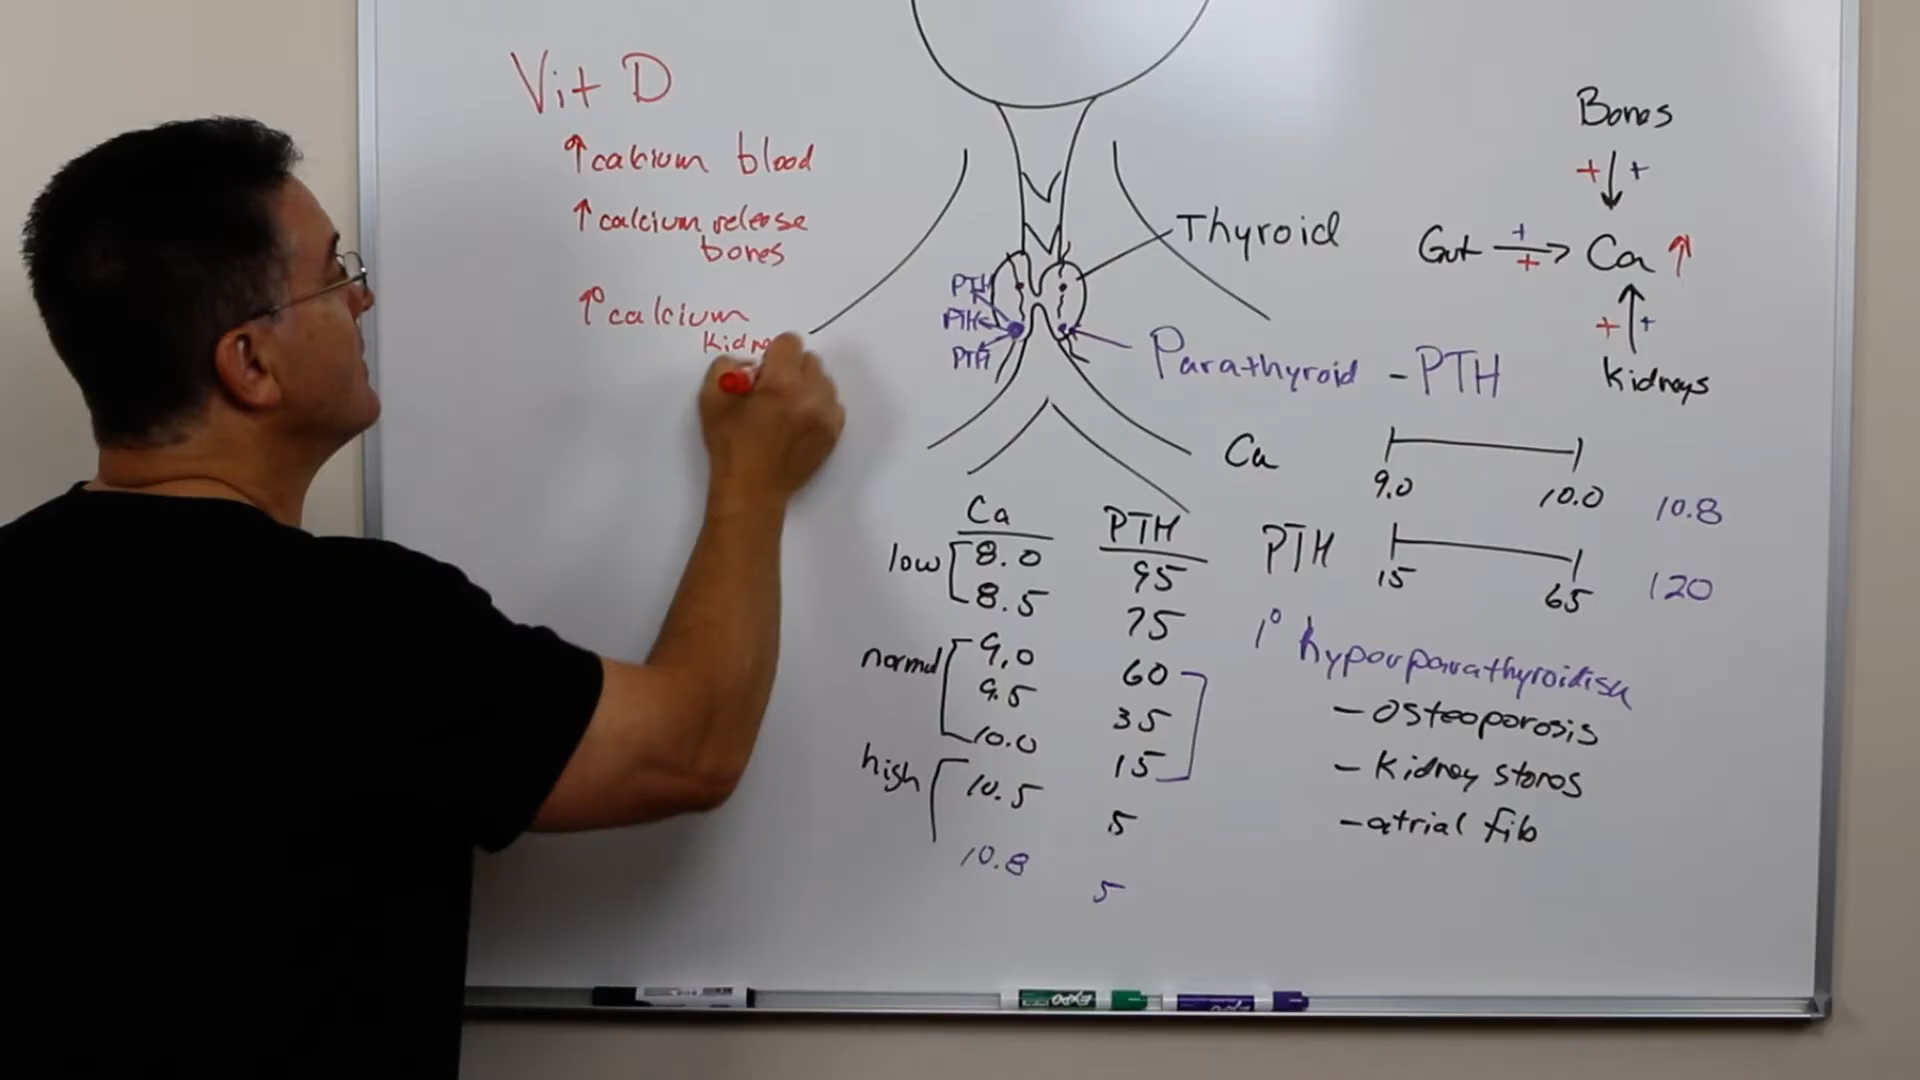 Vit D
↑ calcium blood
↑ calcium release
bones
↑ calcium
Kidne
PTH
PTH
PTH
Thyroid
Parathyroid - PTH
Bones
+ +
Gut + + Ca ↑
+ +
Kidneys
Ca
9.0 10.0 10.8
PTH
15 65 120
Ca PTH
low 8.0 95
8.5 75
normal 9.0 60
9.5 35
10.0 15
high 10.5 5
10.8 5
1° hyperparathyroidism
- Osteoporosis
- Kidney stones
- atrial fib
EXPO